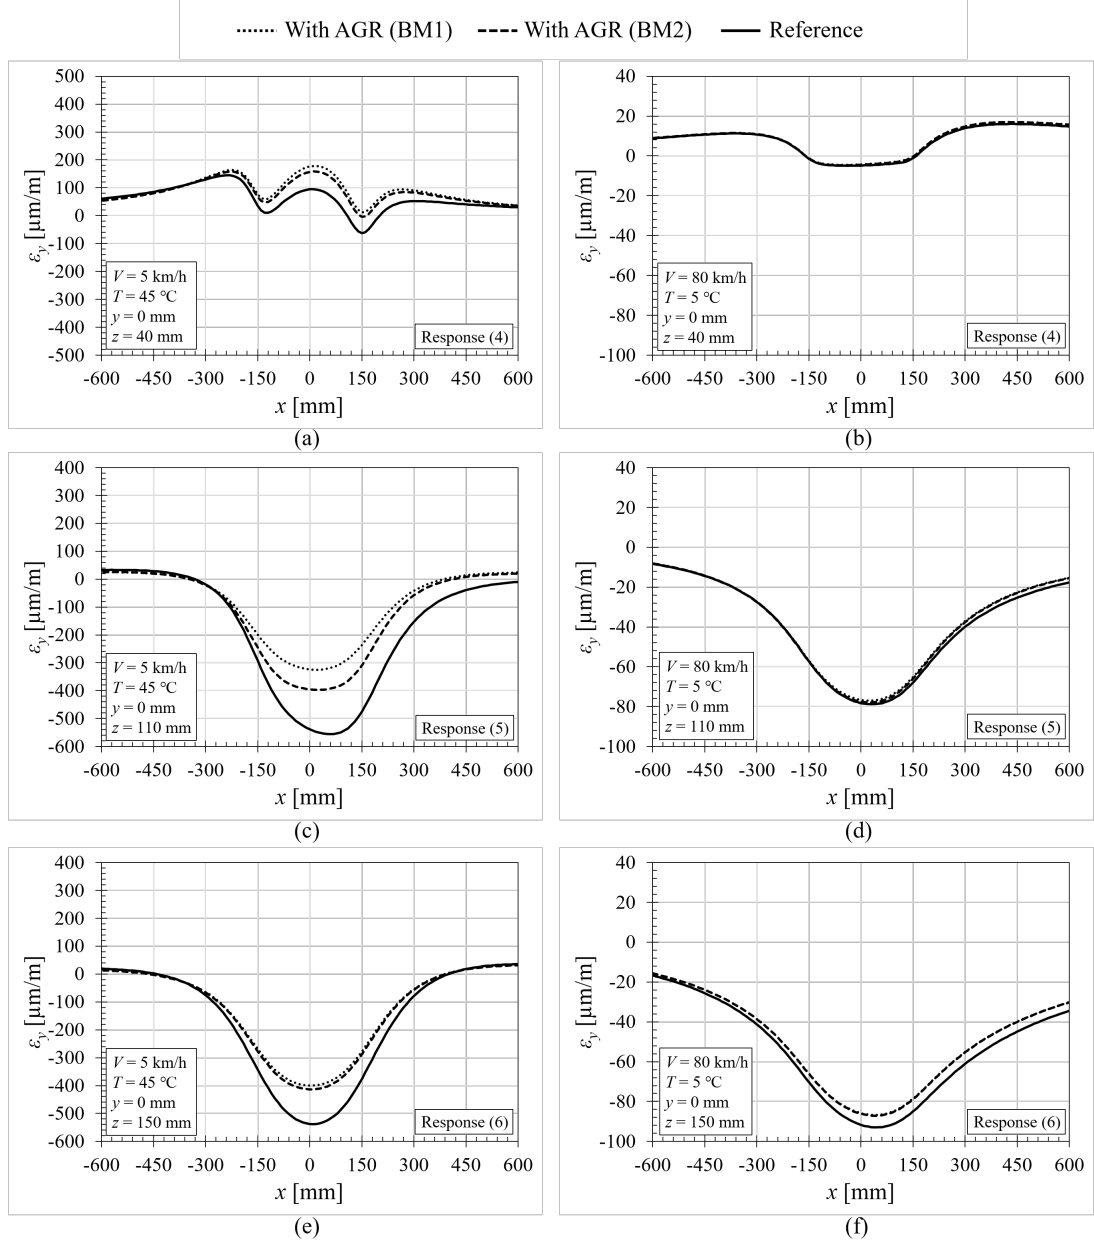 With AGR (BM1) With AGR (BM2) Reference
500
400
300
200
100
0
-100
-200
-300
-400
-500
εy [μm/m]
V = 5 km/h
T = 45 °C
y = 0 mm
z = 40 mm
Response (4)
-600 -450 -300 -150 0 150 300 450 600
x [mm]
(a)
40
20
0
-20
-40
-60
-80
-100
εy [μm/m]
V = 80 km/h
T = 5 °C
y = 0 mm
z = 40 mm
Response (4)
-600 -450 -300 -150 0 150 300 450 600
x [mm]
(b)
400
300
200
100
0
-100
-200
-300
-400
-500
-600
εy [μm/m]
V = 5 km/h
T = 45 °C
y = 0 mm
z = 110 mm
Response (5)
-600 -450 -300 -150 0 150 300 450 600
x [mm]
(c)
40
20
0
-20
-40
-60
-80
-100
εy [μm/m]
V = 80 km/h
T = 5 °C
y = 0 mm
z = 110 mm
Response (5)
-600 -450 -300 -150 0 150 300 450 600
x [mm]
(d)
400
300
200
100
0
-100
-200
-300
-400
-500
-600
εy [μm/m]
V = 5 km/h
T = 45 °C
y = 0 mm
z = 150 mm
Response (6)
-600 -450 -300 -150 0 150 300 450 600
x [mm]
(e)
40
20
0
-20
-40
-60
-80
-100
εy [μm/m]
V = 80 km/h
T = 5 °C
y = 0 mm
z = 150 mm
Response (6)
-600 -450 -300 -150 0 150 300 450 600
x [mm]
(f)